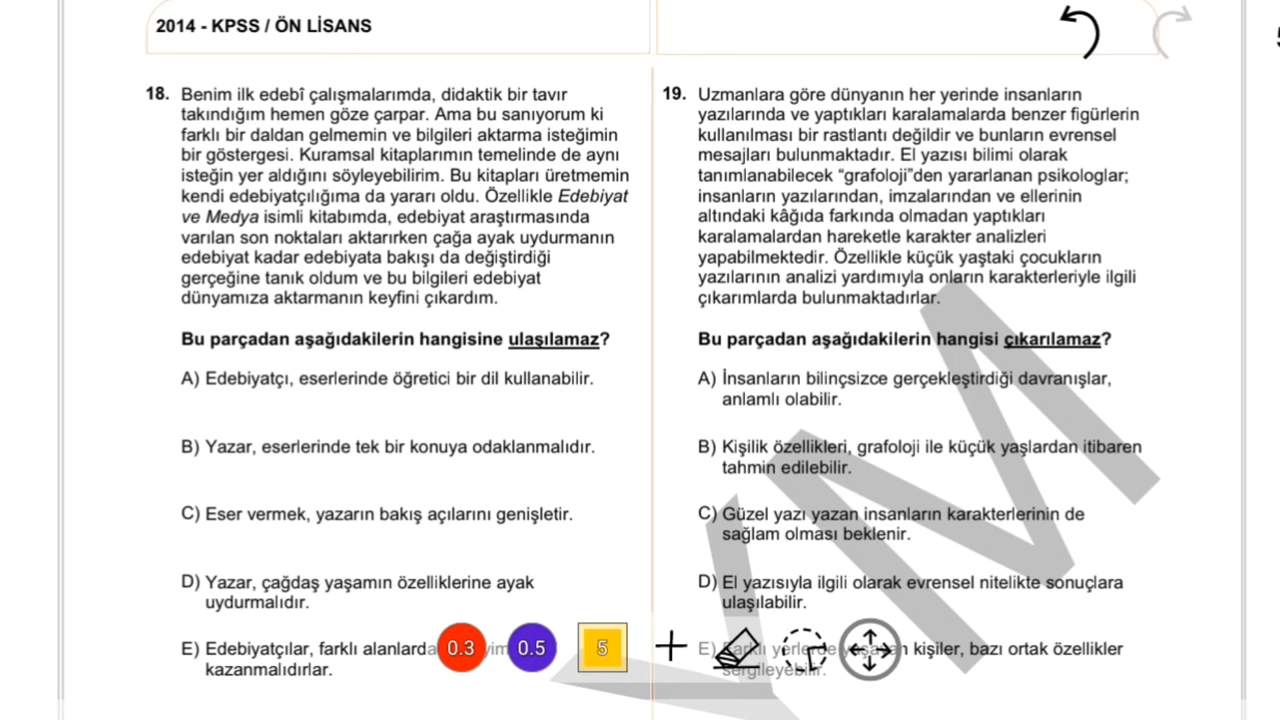 2014 - KPSS / ÖN LİSANS
18. Benim ilk edebî çalışmalarımda, didaktik bir tavır
takındığım hemen göze çarpar. Ama bu sanıyorum ki
farklı bir daldan gelmemin ve bilgileri aktarma isteğimin
bir göstergesi. Kuramsal kitaplarımın temelinde de aynı
isteğin yer aldığını söyleyebilirim. Bu kitapları üretmemin
kendi edebiyatçılığıma da yararı oldu. Özellikle Edebiyat
ve Medya isimli kitabımda, edebiyat araştırmasında
varılan son noktaları aktarırken çağa ayak uydurmanın
edebiyat kadar edebiyata bakışı da değiştirdiği
gerçeğine tanık oldum ve bu bilgileri edebiyat
dünyamıza aktarmanın keyfini çıkardım.
Bu parçadan aşağıdakilerin hangisine ulaşılamaz?
A) Edebiyatçı, eserlerinde öğretici bir dil kullanabilir.
B) Yazar, eserlerinde tek bir konuya odaklanmalıdır.
C) Eser vermek, yazarın bakış açılarını genişletir.
D) Yazar, çağdaş yaşamın özelliklerine ayak
uydurmalıdır.
E) Edebiyatçılar, farklı alanlarda
kazanmalıdırlar.
19. Uzmanlara göre dünyanın her yerinde insanların
yazılarında ve yaptıkları karalamalarda benzer figürlerin
kullanılması bir rastlantı değildir ve bunların evrensel
mesajları bulunmaktadır. El yazısı bilimi olarak
tanımlanabilecek “grafoloji”den yararlanan psikologlar;
insanların yazılarından, imzalarından ve ellerinin
altındaki kâğıda farkında olmadan yaptıkları
karalamalardan hareketle karakter analizleri
yapabilmektedir. Özellikle küçük yaştaki çocukların
yazılarının analizi yardımıyla onların karakterleriyle ilgili
çıkarımlarda bulunmaktadırlar.
Bu parçadan aşağıdakilerin hangisi çıkarılamaz?
A) İnsanların bilinçsizce gerçekleştirdiği davranışlar,
anlamlı olabilir.
B) Kişilik özellikleri, grafoloji ile küçük yaşlardan itibaren
tahmin edilebilir.
C) Güzel yazı yazan insanların karakterlerinin de
sağlam olması beklenir.
D) El yazısıyla ilgili olarak evrensel nitelikte sonuçlara
ulaşılabilir.
E) Farklı yerlerde yaşayan kişiler, bazı ortak özellikler
sergileyebilir.
0.3 0.5 5
YM